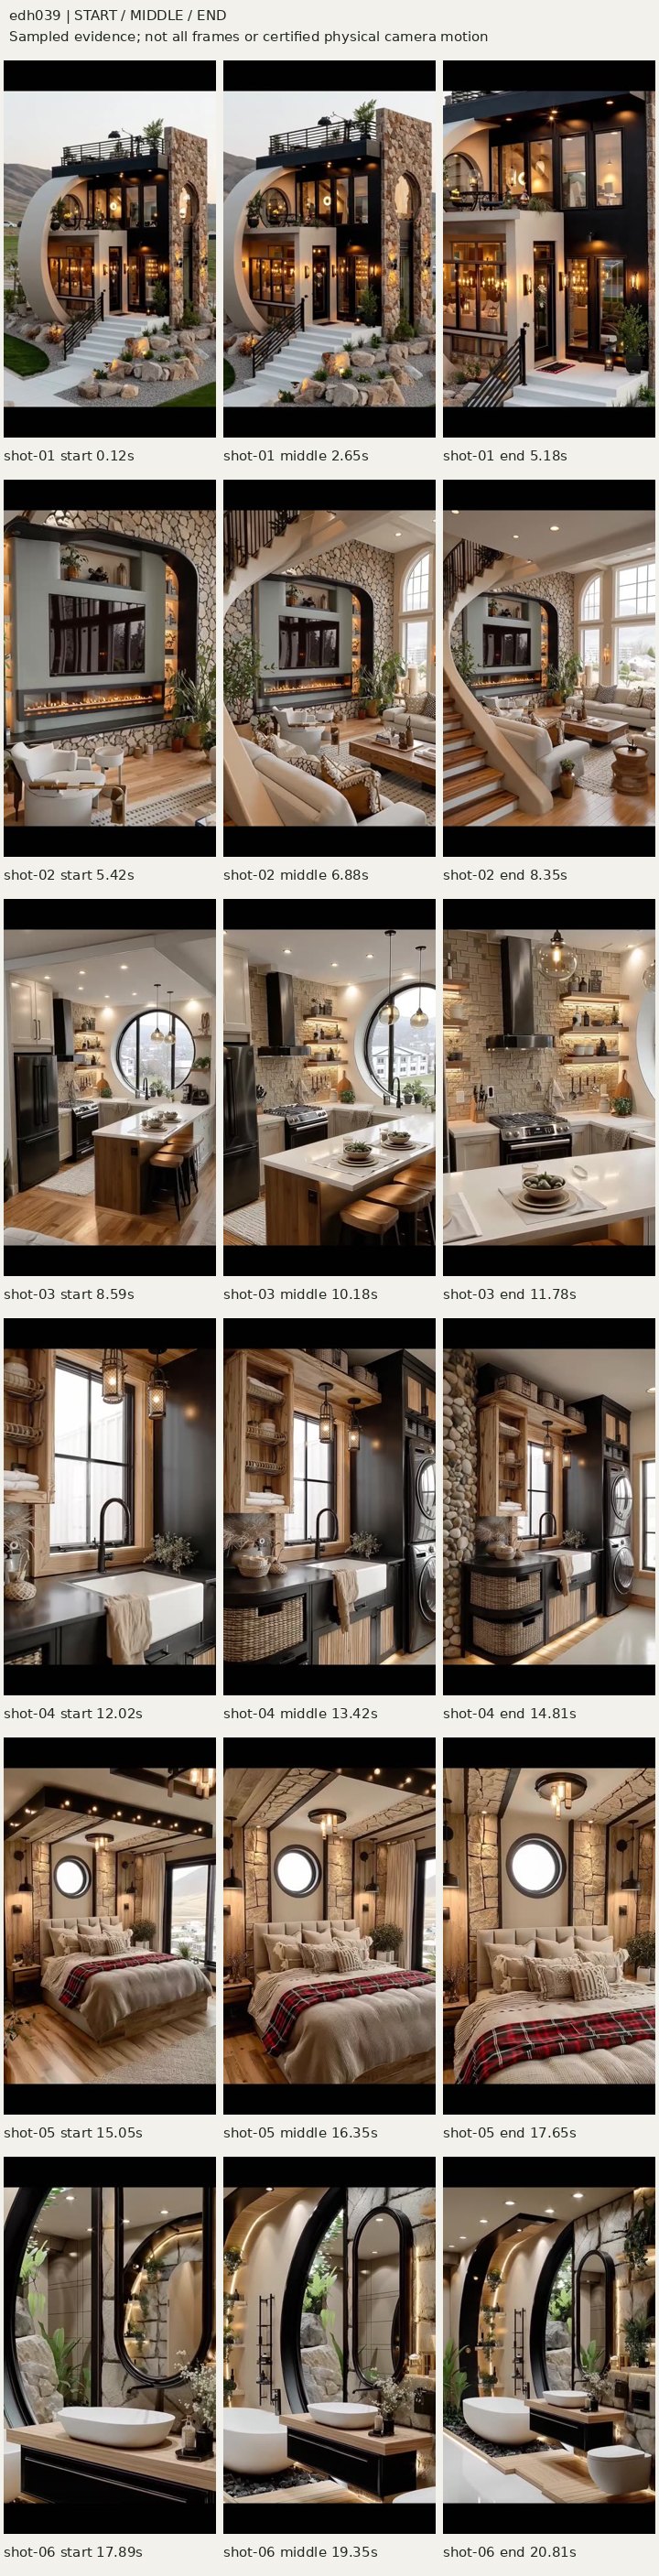 edh039 | START / MIDDLE / END
Sampled evidence; not all frames or certified physical camera motion
shot-01 start 0.12s
shot-01 middle 2.65s
shot-01 end 5.18s
shot-02 start 5.42s
shot-02 middle 6.88s
shot-02 end 8.35s
shot-03 start 8.59s
shot-03 middle 10.18s
shot-03 end 11.78s
shot-04 start 12.02s
shot-04 middle 13.42s
shot-04 end 14.81s
shot-05 start 15.05s
shot-05 middle 16.35s
shot-05 end 17.65s
shot-06 start 17.89s
shot-06 middle 19.35s
shot-06 end 20.81s